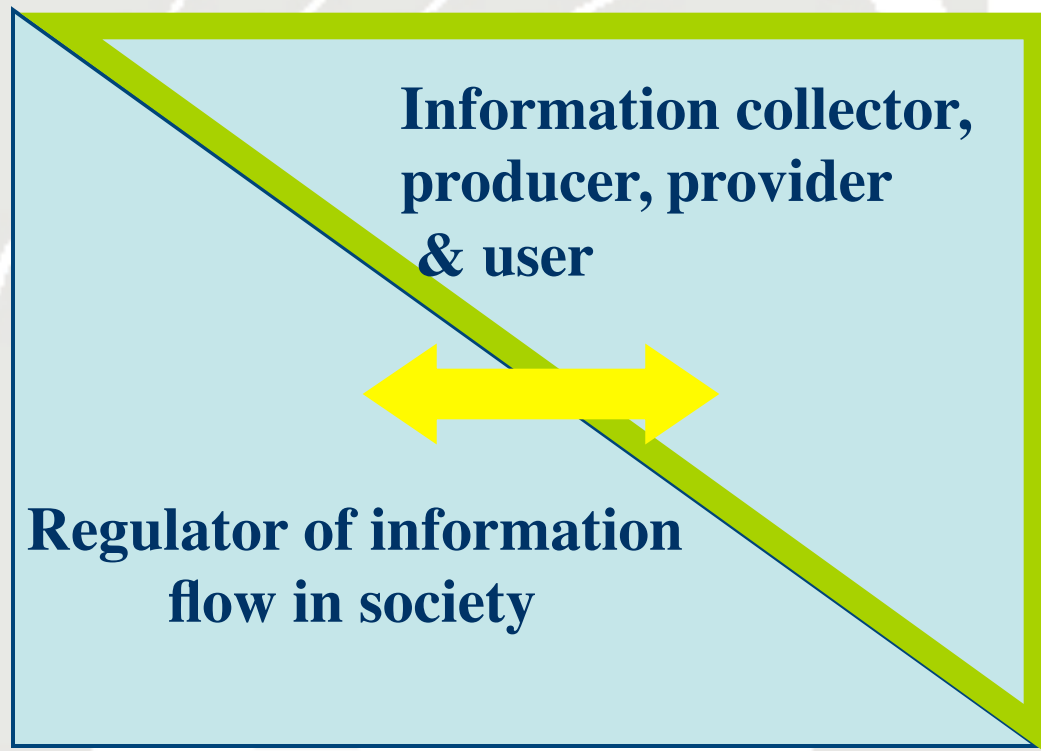 Information collector,
producer, provider
& user
Regulator of information
flow in society